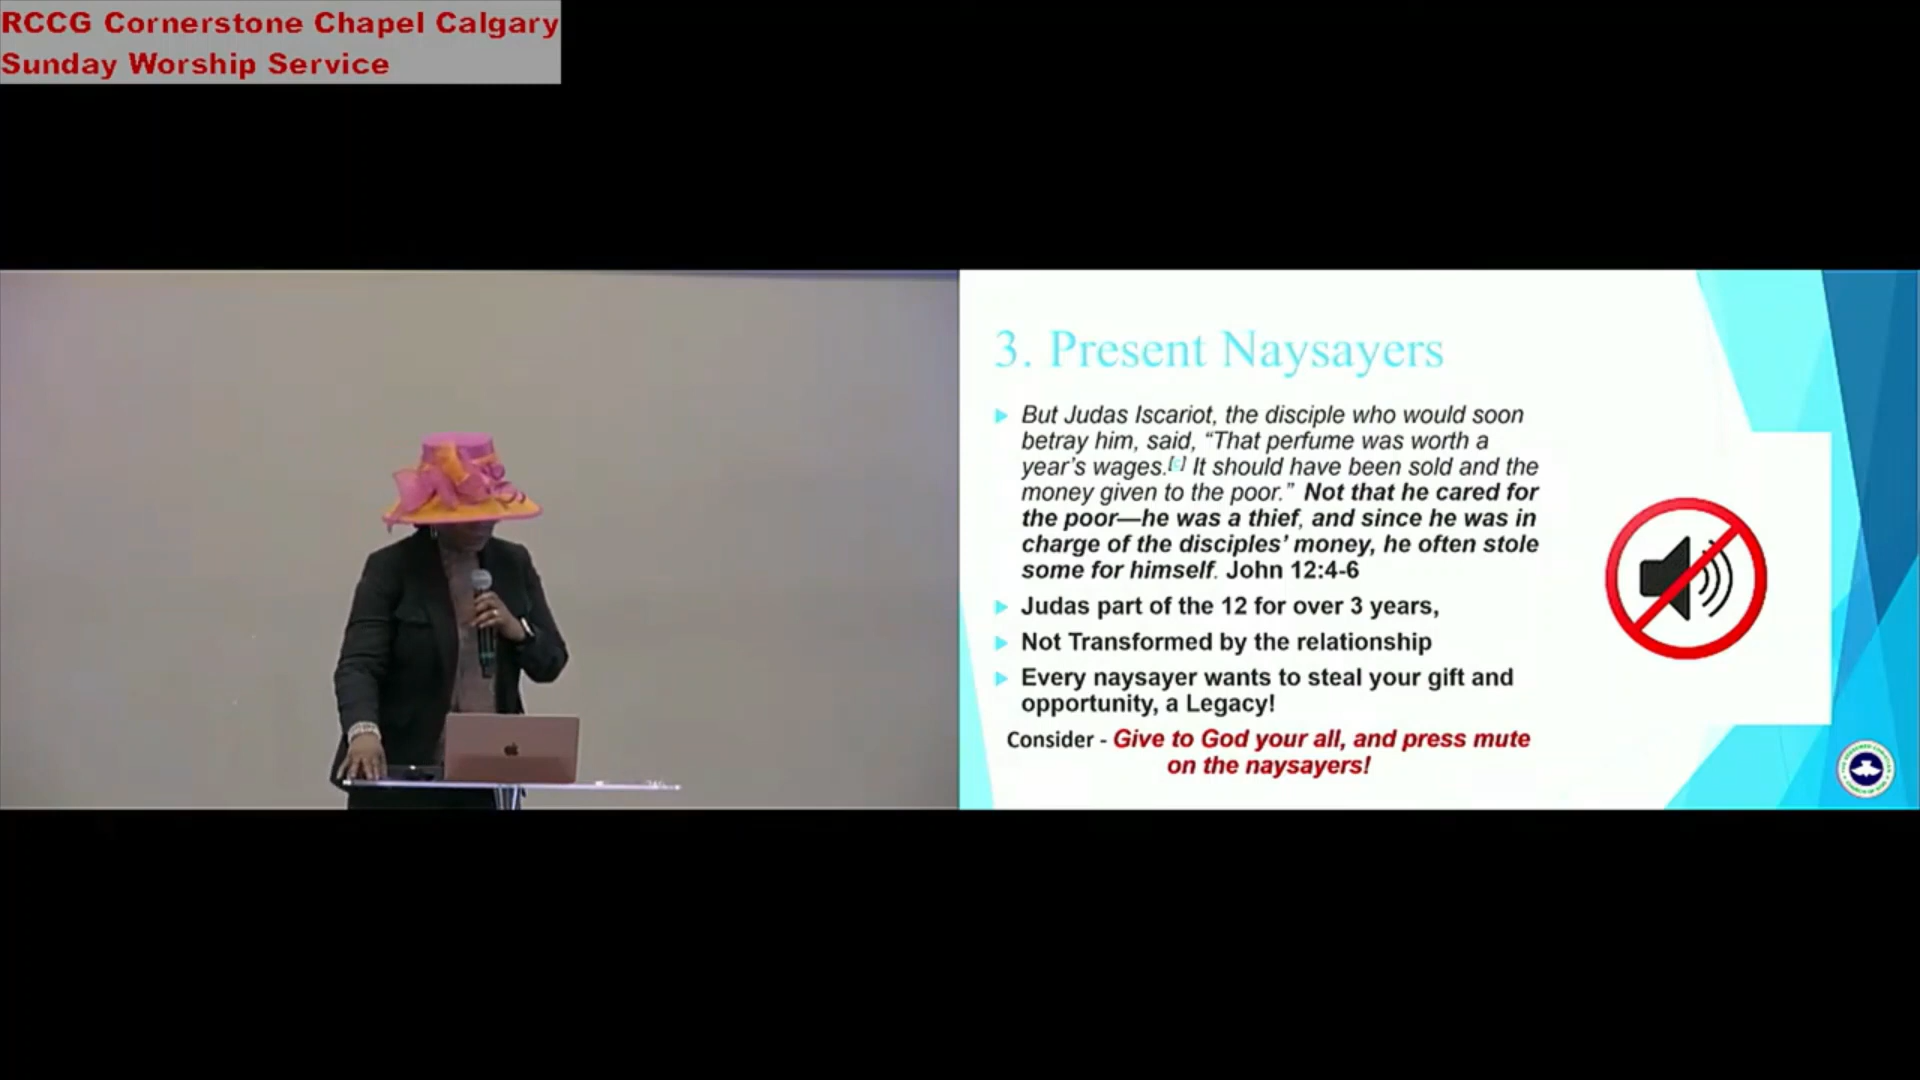 RCCG Cornerstone Chapel Calgary
Sunday Worship Service
3. Present Naysayers
But Judas Iscariot, the disciple who would soon
betray him, said, “That perfume was worth a
year’s wages.[c] It should have been sold and the
money given to the poor.” Not that he cared for
the poor—he was a thief, and since he was in
charge of the disciples’ money, he often stole
some for himself. John 12:4-6
Judas part of the 12 for over 3 years,
Not Transformed by the relationship
Every naysayer wants to steal your gift and
opportunity, a Legacy!
Consider - Give to God your all, and press mute
on the naysayers!